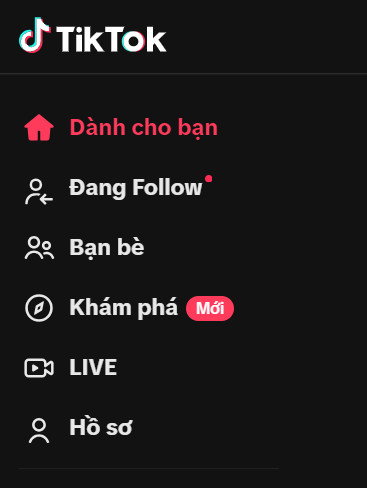 TikTok
Dành cho bạn
Đang Follow
Bạn bè
Khám phá Mới
LIVE
Hồ sơ